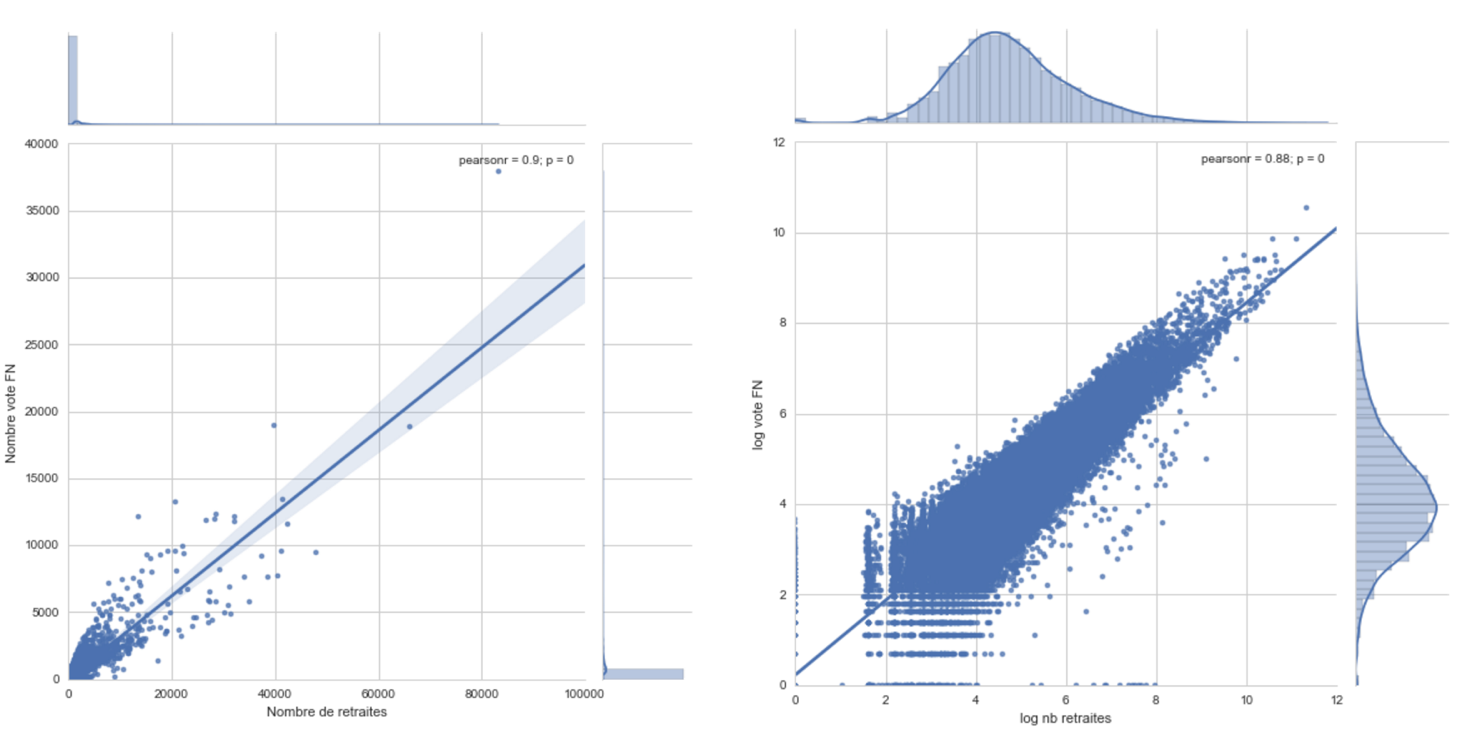 pearsonr = 0.9; p = 0
40000
35000
30000
25000
20000
15000
10000
5000
0
Nombre vote FN
0 20000 40000 60000 80000 100000
Nombre de retraites
pearsonr = 0.88; p = 0
12
10
8
6
4
2
0
log vote FN
0 2 4 6 8 10 12
log nb retraites